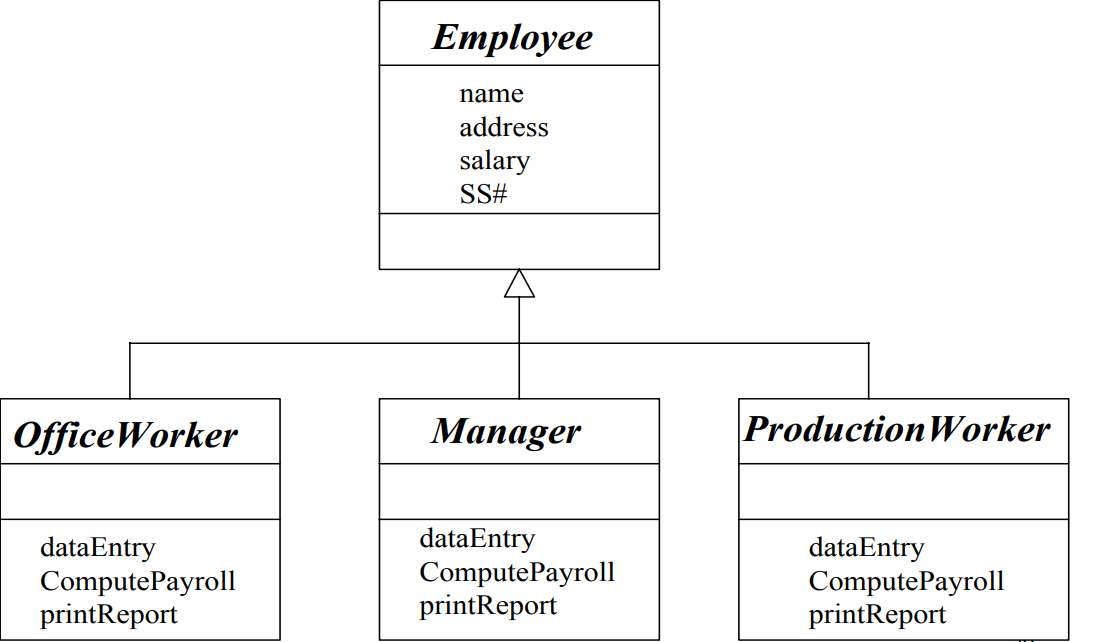 Employee
name
address
salary
SS#
OfficeWorker
dataEntry
ComputePayroll
printReport
Manager
dataEntry
ComputePayroll
printReport
ProductionWorker
dataEntry
ComputePayroll
printReport